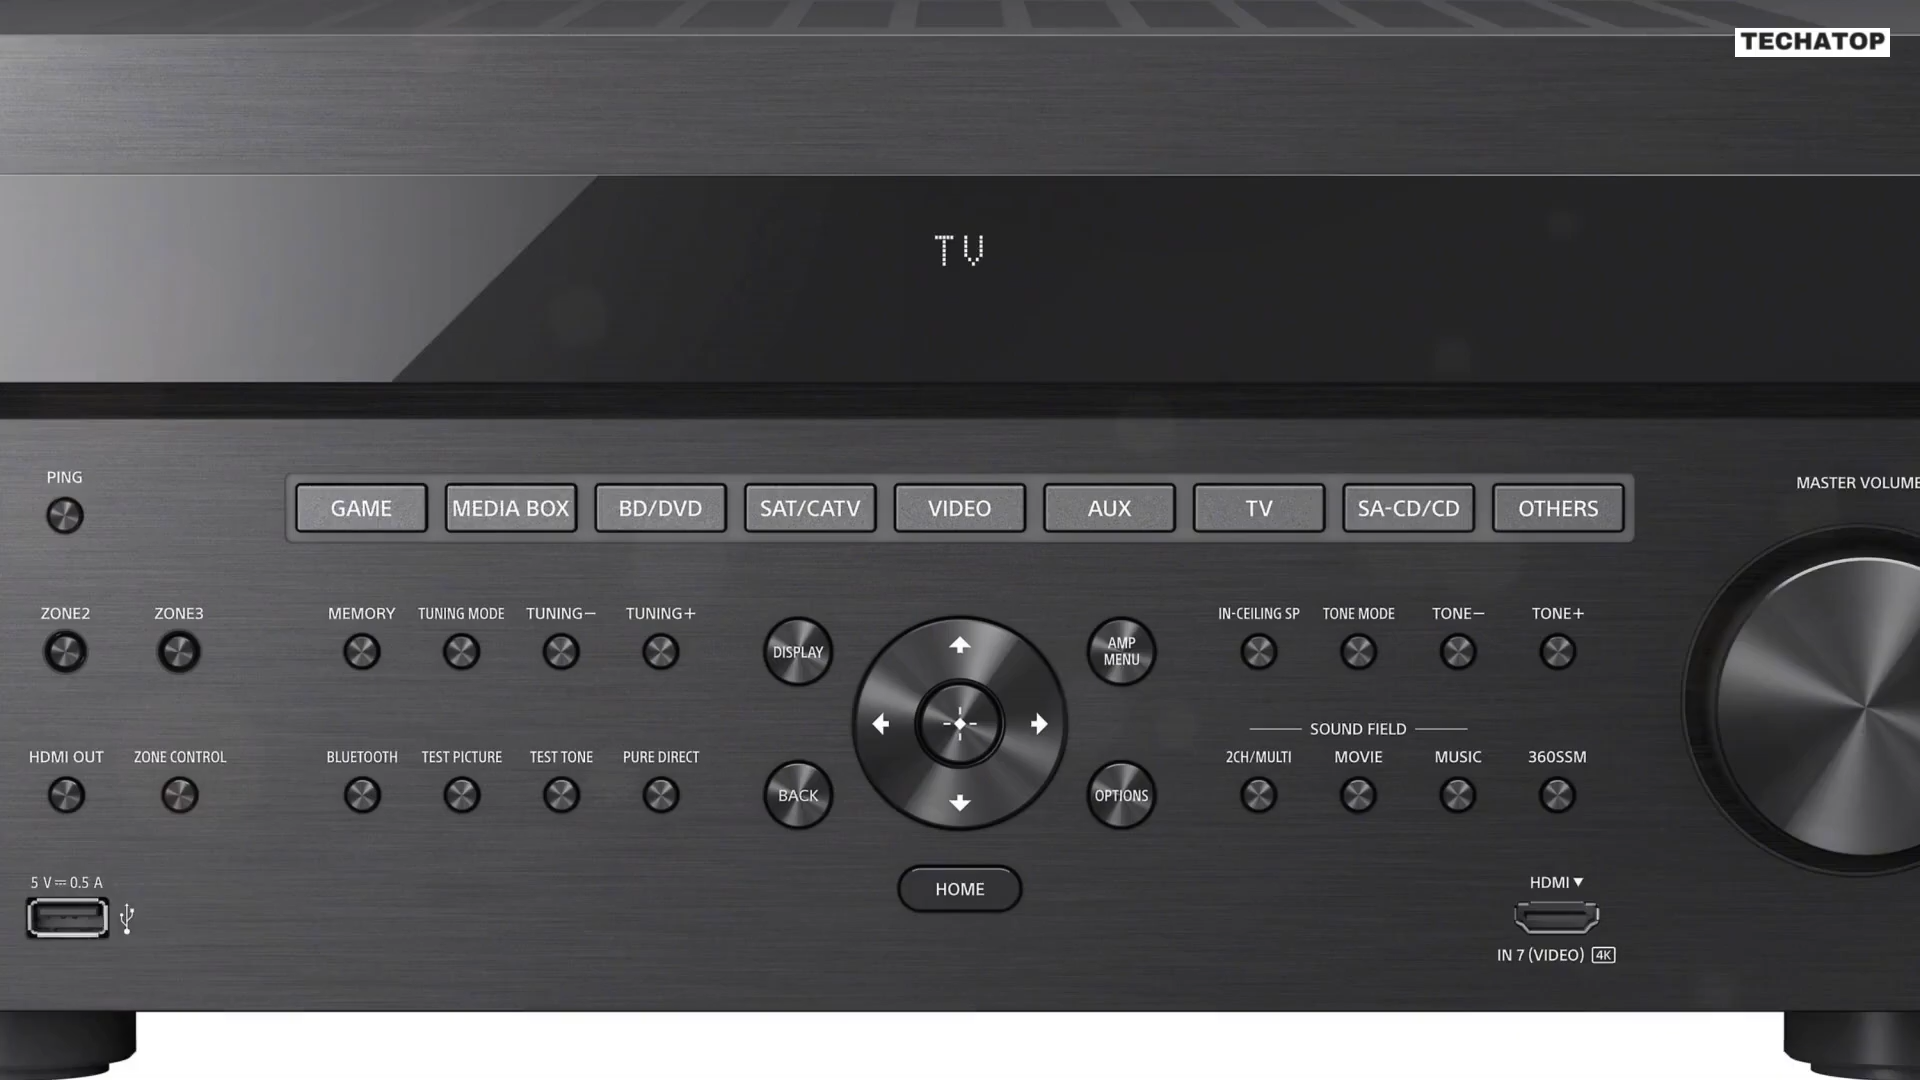 TECHATOP
TV
PING
GAME
MEDIA BOX
BD/DVD
SAT/CATV
VIDEO
AUX
TV
SA-CD/CD
OTHERS
MASTER VOLUME
ZONE2
ZONE3
MEMORY
TUNING MODE
TUNING−
TUNING+
DISPLAY
AMP
MENU
IN-CEILING SP
TONE MODE
TONE−
TONE+
SOUND FIELD
HDMI OUT
ZONE CONTROL
BLUETOOTH
TEST PICTURE
TEST TONE
PURE DIRECT
BACK
OPTIONS
2CH/MULTI
MOVIE
MUSIC
360SSM
5 V⎓0.5 A
HOME
HDMI▼
IN 7 (VIDEO) 4K